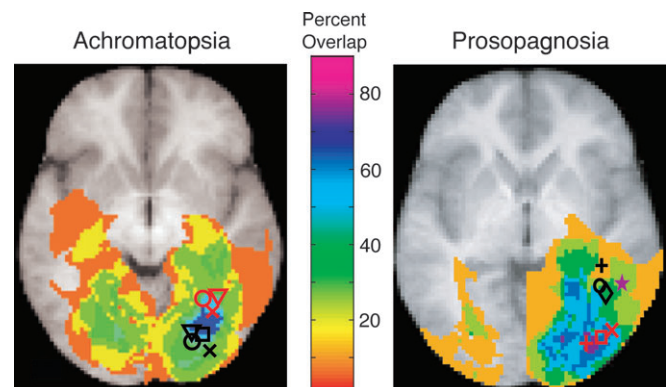 Achromatopsia
Percent
Overlap
Prosopagnosia
80
60
40
20